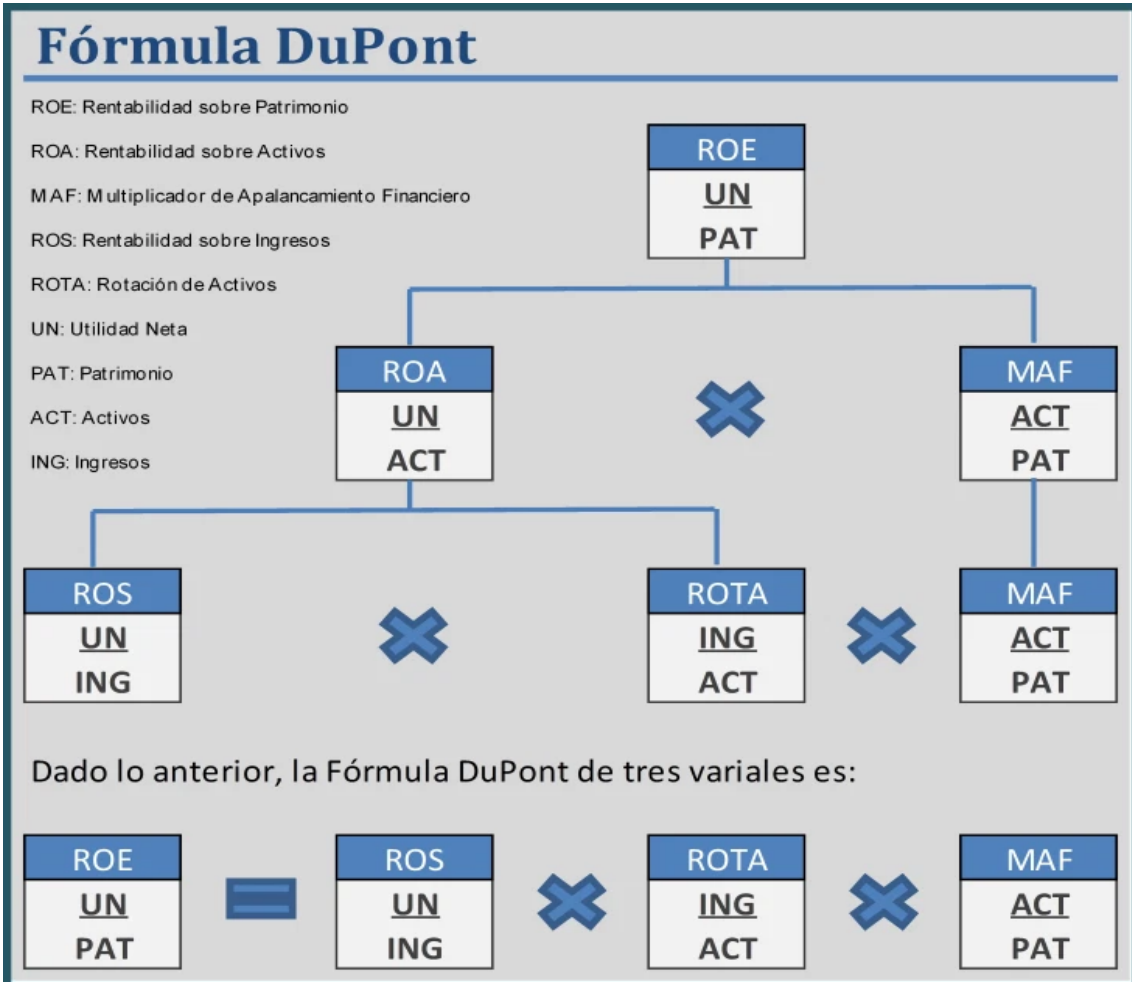 Fórmula DuPont
ROE: Rentabilidad sobre Patrimonio
ROA: Rentabilidad sobre Activos
MAF: Multiplicador de Apalancamiento Financiero
ROS: Rentabilidad sobre Ingresos
ROTA: Rotación de Activos
UN: Utilidad Neta
PAT: Patrimonio
ACT: Activos
ING: Ingresos
ROE
UN
PAT
ROA
UN
ACT
MAF
ACT
PAT
ROS
UN
ING
ROTA
ING
ACT
MAF
ACT
PAT
Dado lo anterior, la Fórmula DuPont de tres variales es:
ROE
UN
PAT
ROS
UN
ING
ROTA
ING
ACT
MAF
ACT
PAT